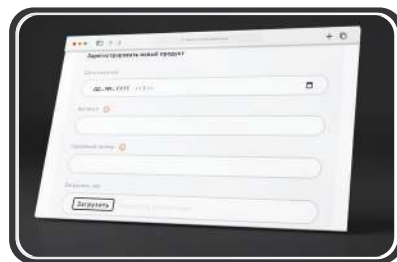 Зарегистрировать новый продукт
Дата покупки
ДД.ММ.ГГГГ --:--
Артикул
Серийный номер
Загрузить